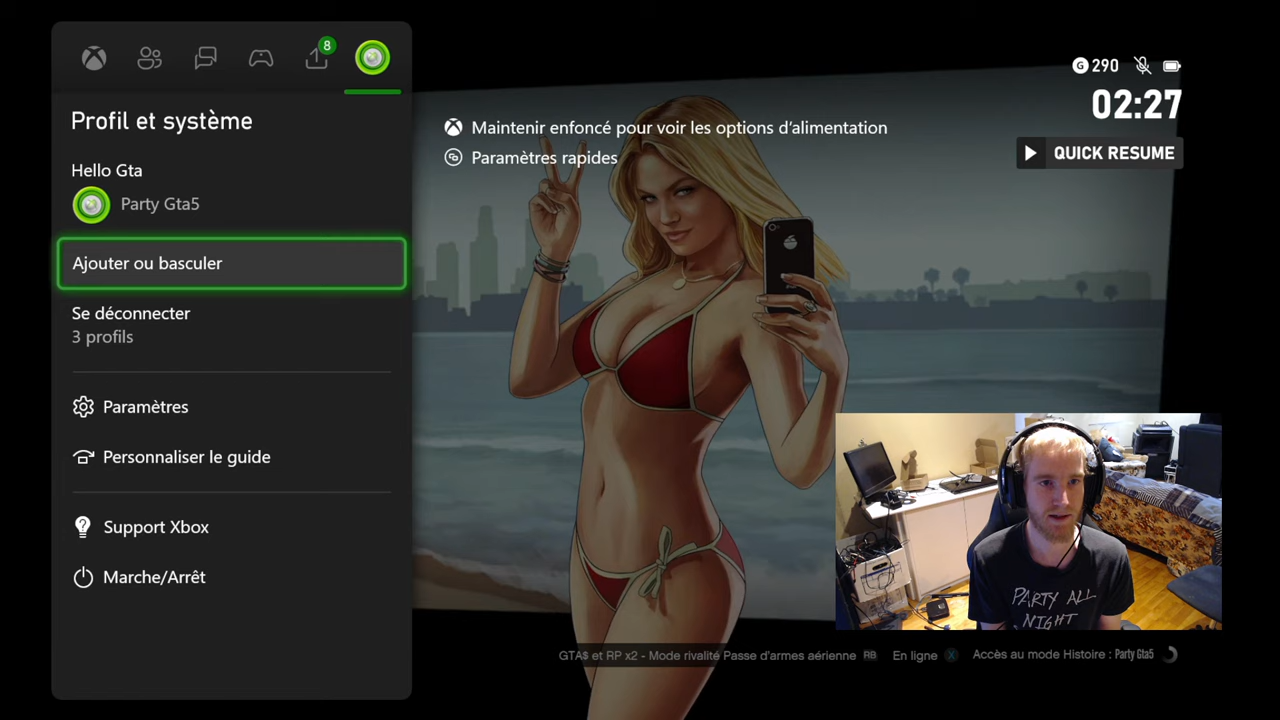 8
Profil et système
Hello Gta
Party Gta5
Ajouter ou basculer
Se déconnecter
3 profils
Paramètres
Personnaliser le guide
Support Xbox
Marche/Arrêt
Maintenir enfoncé pour voir les options d'alimentation
Paramètres rapides
G 290
02:27
QUICK RESUME
PARTY ALL
NIGHT
GTA$ et RP x2 - Mode rivalité Passe d'armes aérienne RB En ligne X Accès au mode Histoire : Party Gta5